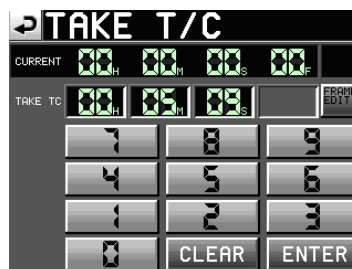 TAKE T/C
CURRENT 00H 00M 00S 00F
TAKE TC 00H 05M 09S FRAME EDIT
7 8 9
4 5 6
1 2 3
0 CLEAR ENTER